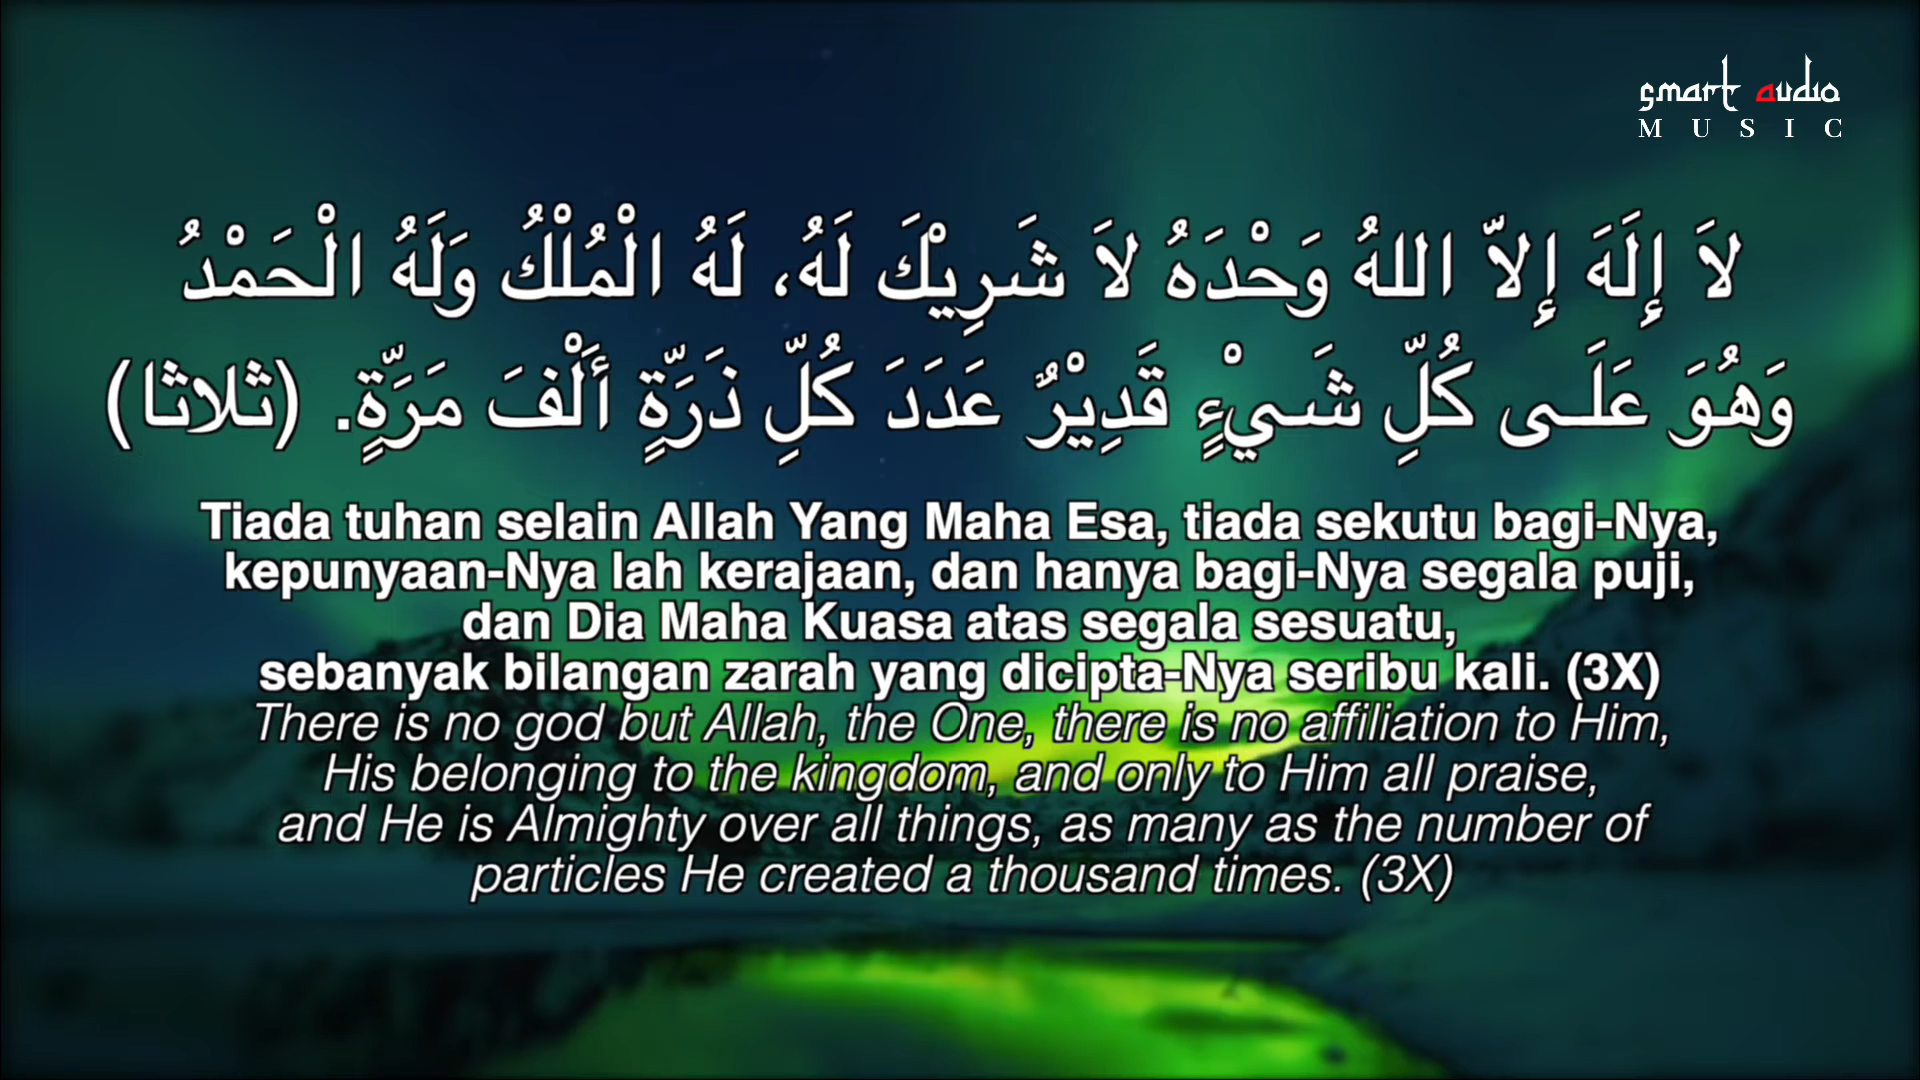 smart audio
MUSIC
لاَ إِلَهَ إِلاَّ اللهُ وَحْدَهُ لاَ شَرِيْكَ لَهُ، لَهُ الْمُلْكُ وَلَهُ الْحَمْدُ
وَهُوَ عَلَى كُلِّ شَيْءٍ قَدِيْرٌ عَدَدَ كُلِّ ذَرَّةٍ أَلْفَ مَرَّةٍ. (ثلاثا)
Tiada tuhan selain Allah Yang Maha Esa, tiada sekutu bagi-Nya,
kepunyaan-Nya lah kerajaan, dan hanya bagi-Nya segala puji,
dan Dia Maha Kuasa atas segala sesuatu,
sebanyak bilangan zarah yang dicipta-Nya seribu kali. (3X)
There is no god but Allah, the One, there is no affiliation to Him,
His belonging to the kingdom, and only to Him all praise,
and He is Almighty over all things, as many as the number of
particles He created a thousand times. (3X)